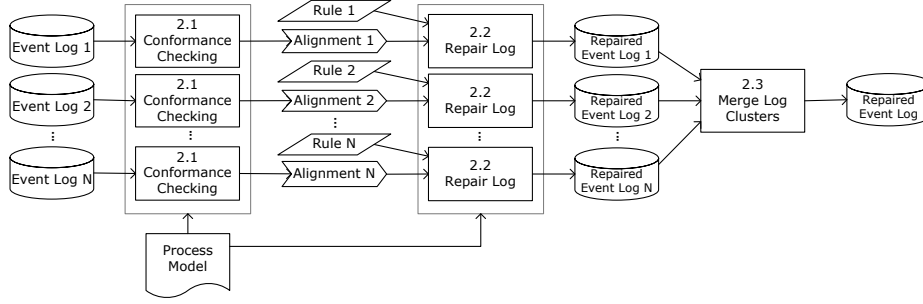 Event Log 1
2.1
Conformance
Checking
Rule 1
Alignment 1
2.2
Repair Log
Repaired
Event Log 1
Event Log 2
2.1
Conformance
Checking
Rule 2
Alignment 2
2.2
Repair Log
Repaired
Event Log 2
...
...
...
...
...
Event Log N
2.1
Conformance
Checking
Rule N
Alignment N
2.2
Repair Log
Repaired
Event Log N
2.3
Merge Log
Clusters
Repaired
Event Log
Process
Model